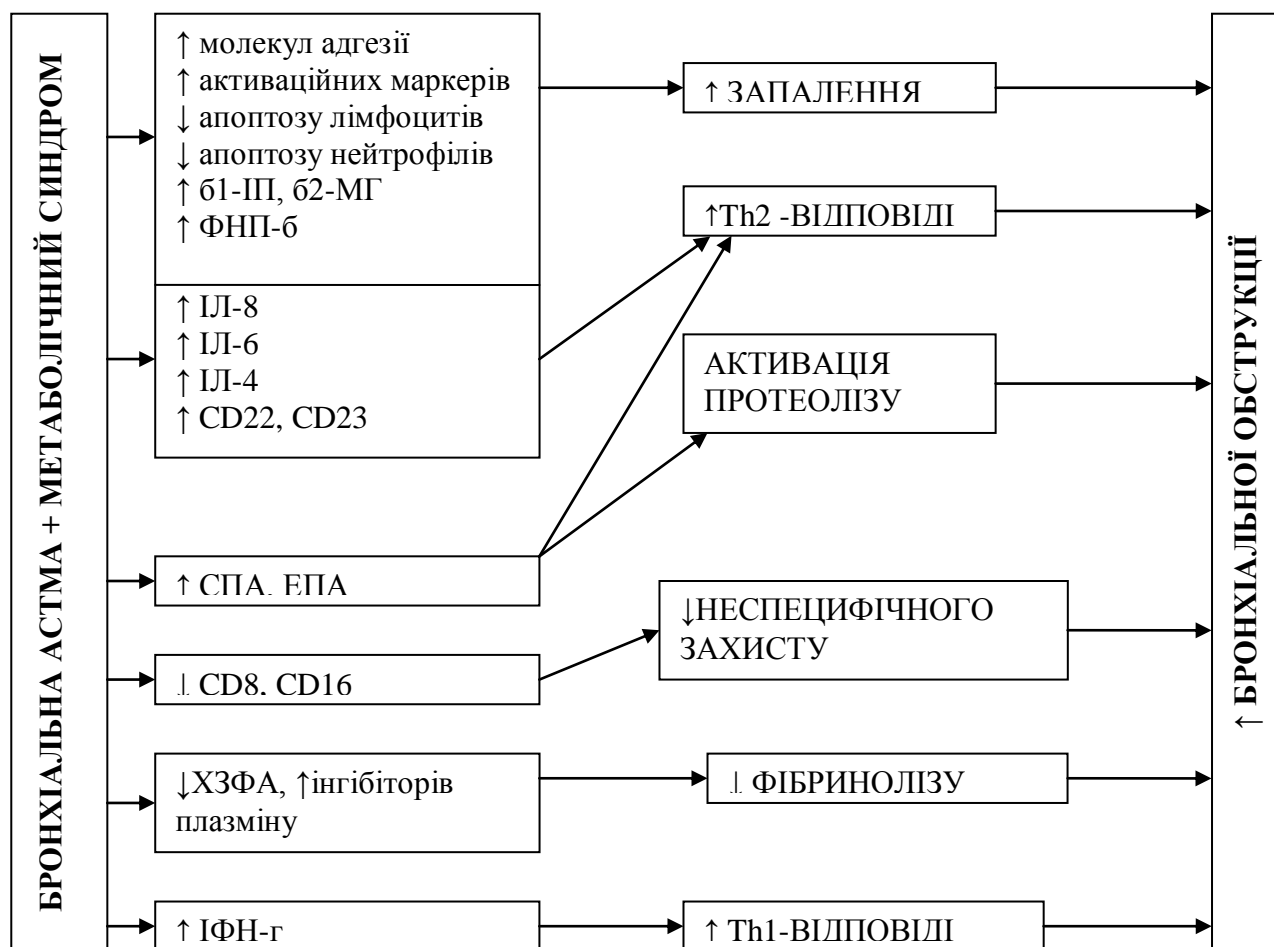 БРОНХІАЛЬНА АСТМА + МЕТАБОЛІЧНИЙ СИНДРОМ
↑ молекул адгезії
↑ активаційних маркерів
↓ апоптозу лімфоцитів
↓ апоптозу нейтрофілів
↑ б1-ІП, б2-МГ
↑ ФНП-б
↑ ІЛ-8
↑ ІЛ-6
↑ ІЛ-4
↑ CD22, CD23
↑ СПА, ЕПА
↓ CD8, CD16
↓ХЗФА, ↑інгібіторів
плазміну
↑ ІФН-г
↑ ЗАПАЛЕННЯ
↑Th2 -ВІДПОВІДІ
АКТИВАЦІЯ
ПРОТЕОЛІЗУ
↓НЕСПЕЦИФІЧНОГО
ЗАХИСТУ
↓ ФІБРИНОЛІЗУ
↑ Th1-ВІДПОВІДІ
↑ БРОНХІАЛЬНОЇ ОБСТРУКЦІЇ